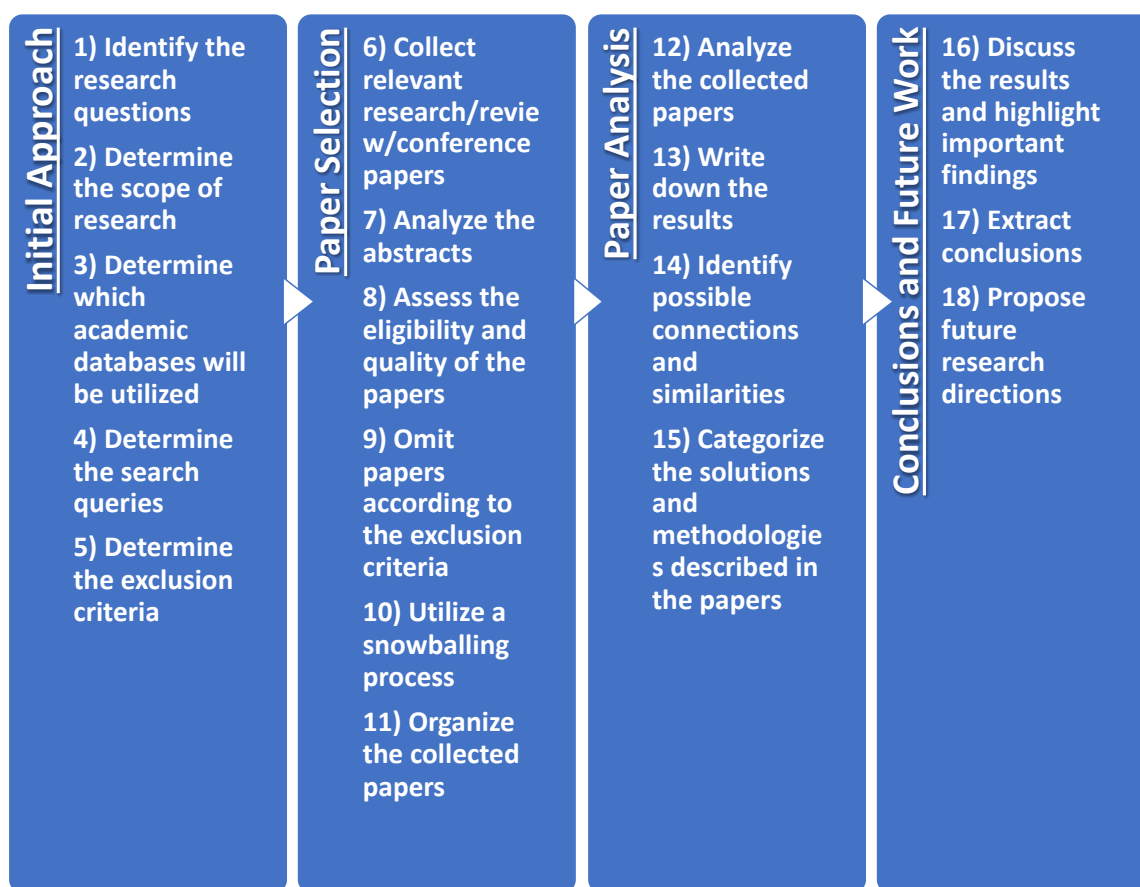 Initial Approach
1) Identify the
research
questions
2) Determine
the scope of
research
3) Determine
which
academic
databases will
be utilized
4) Determine
the search
queries
5) Determine
the exclusion
criteria
Paper Selection
6) Collect
relevant
research/revie
w/conference
papers
7) Analyze the
abstracts
8) Assess the
eligibility and
quality of the
papers
9) Omit
papers
according to
the exclusion
criteria
10) Utilize a
snowballing
process
11) Organize
the collected
papers
Paper Analysis
12) Analyze
the collected
papers
13) Write
down the
results
14) Identify
possible
connections
and
similarities
15) Categorize
the solutions
and
methodologie
s described in
the papers
Conclusions and Future Work
16) Discuss
the results
and highlight
important
findings
17) Extract
conclusions
18) Propose
future
research
directions